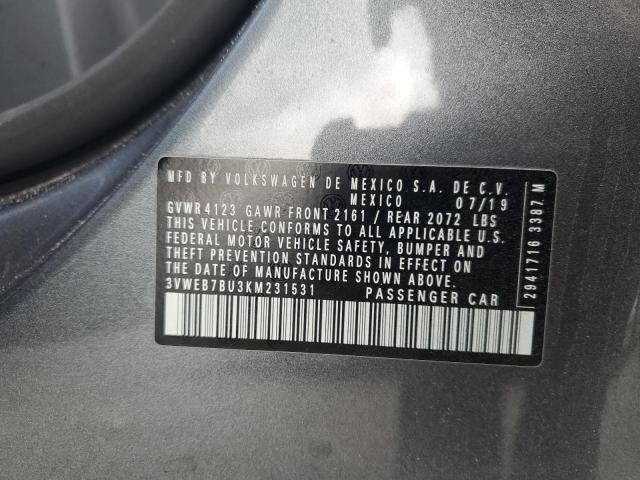 MFD BY VOLKSWAGEN DE MEXICO S.A. DE C.V.
MEXICO 07/19
GVWR 4123 GAWR FRONT 2161 / REAR 2072 LBS
THIS VEHICLE CONFORMS TO ALL APPLICABLE U.S.
FEDERAL MOTOR VEHICLE SAFETY, BUMPER AND
THEFT PREVENTION STANDARDS IN EFFECT ON
THE DATE OF MANUFACTURE SHOWN ABOVE.
3VWEB7BU3KM231531 PASSENGER CAR
29417716 3387 M